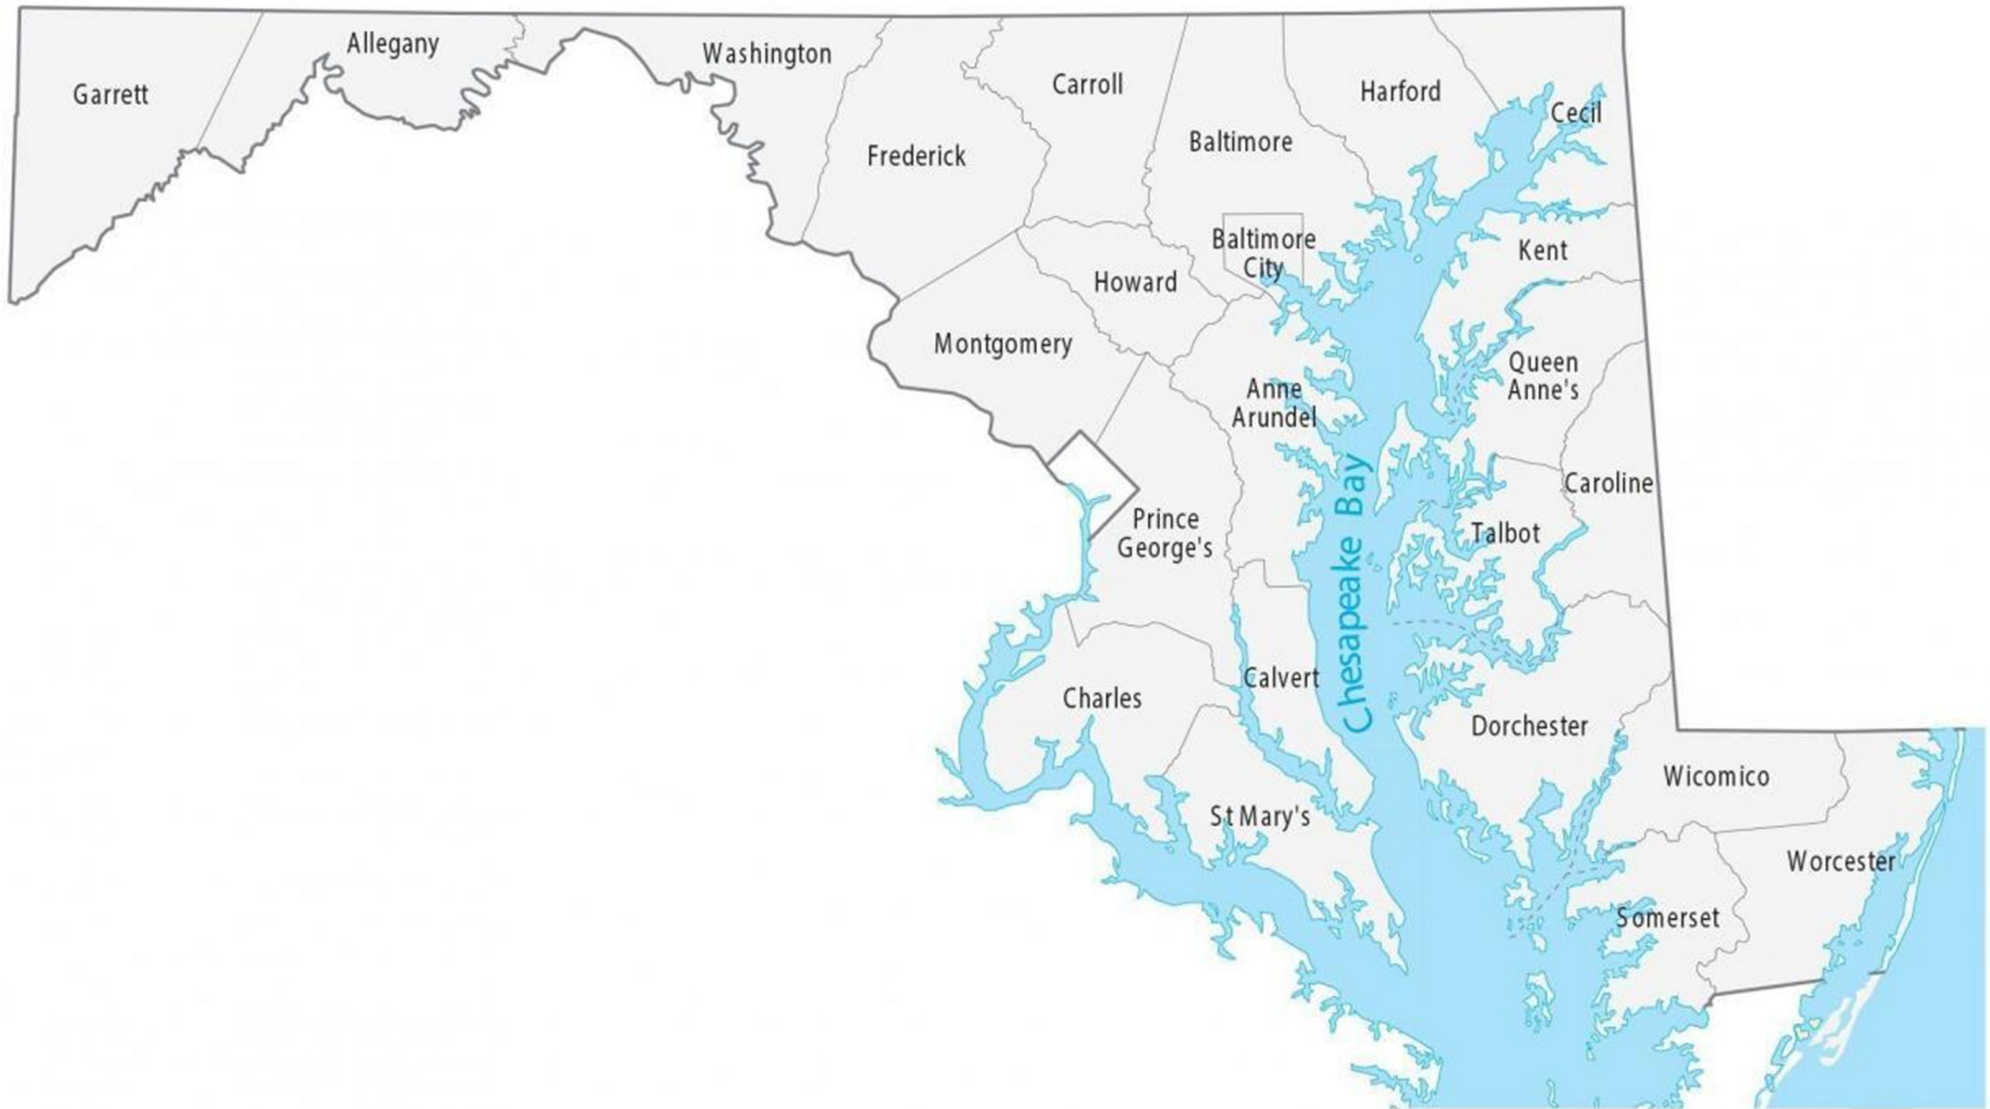 Allegany
Washington
Garrett
Carroll
Harford
Cecil
Baltimore
Frederick
Baltimore
City
Kent
Howard
Montgomery
Queen
Anne's
Anne
Arundel
Caroline
Chesapeake Bay
Prince
George's
Talbot
Calvert
Charles
Dorchester
Wicomico
St Mary's
Worcester
Somerset